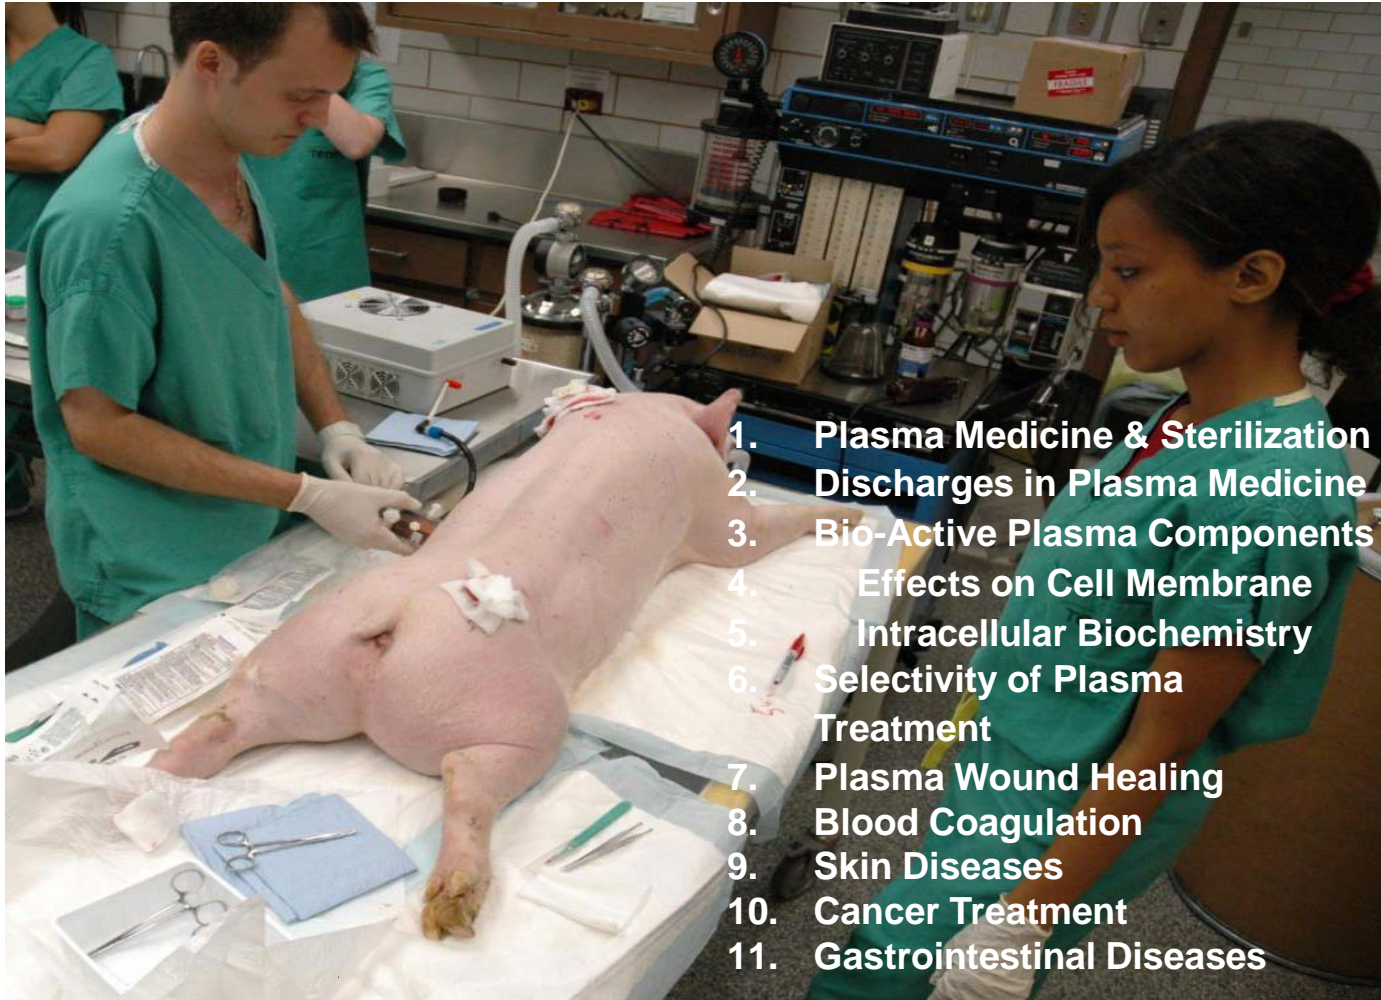 FRAGILE
1. Plasma Medicine & Sterilization
2. Discharges in Plasma Medicine
3. Bio-Active Plasma Components
4. Effects on Cell Membrane
5. Intracellular Biochemistry
6. Selectivity of Plasma
Treatment
7. Plasma Wound Healing
8. Blood Coagulation
9. Skin Diseases
10. Cancer Treatment
11. Gastrointestinal Diseases